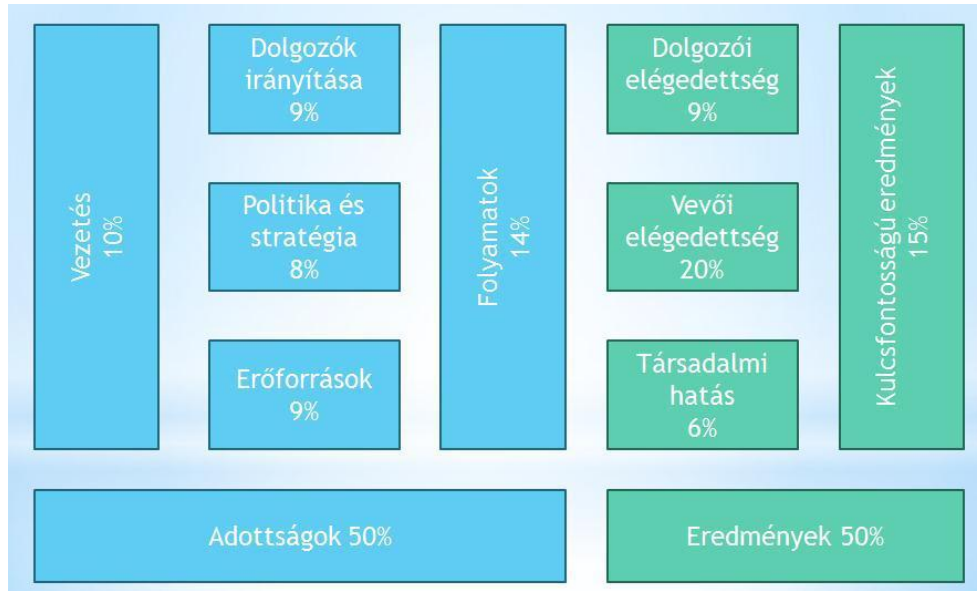 Vezetés
10%
Dolgozók
irányítása
9%
Politika és
stratégia
8%
Erőforrások
9%
Folyamatok
14%
Dolgozói
elégedettség
9%
Vevői
elégedettség
20%
Társadalmi
hatás
6%
Kulcsfontosságú eredmények
15%
Adottságok 50%
Eredmények 50%